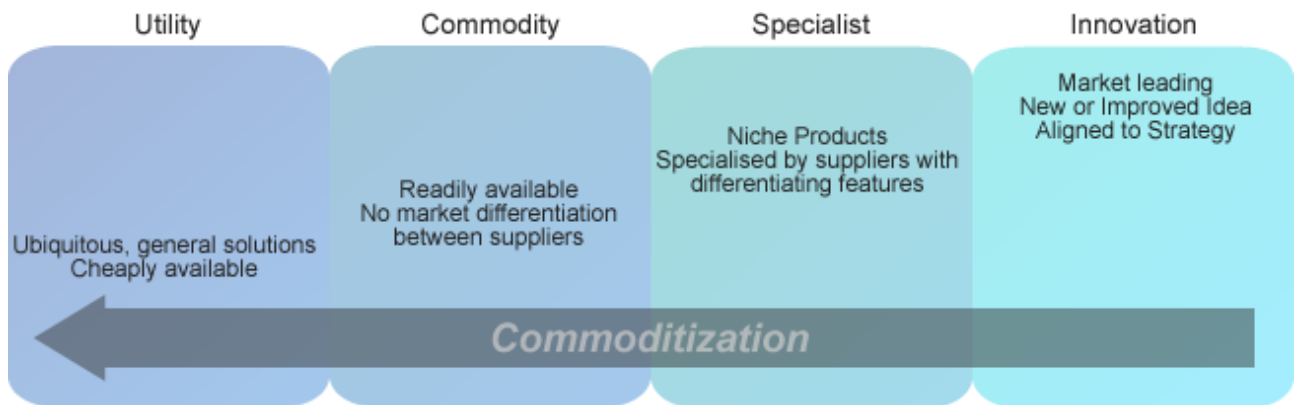 Utility
Commodity
Specialist
Innovation
Ubiquitous, general solutions
Cheaply available
Readily available
No market differentiation
between suppliers
Niche Products
Specialised by suppliers with
differentiating features
Market leading
New or Improved Idea
Aligned to Strategy
Commoditization